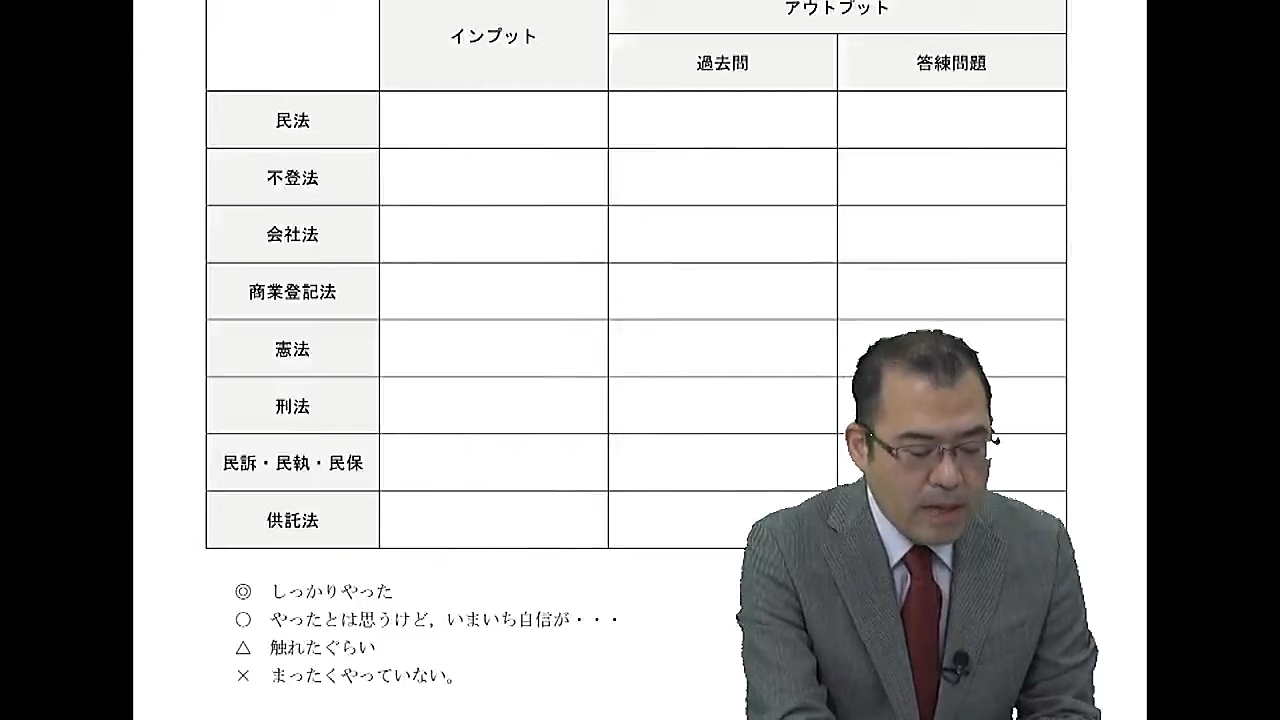 アウトプット
インプット
過去問
答練問題
民法
不登法
会社法
商業登記法
憲法
刑法
民訴・民執・民保
供託法
◎ しっかりやった
○ やったとは思うけど，いまいち自信が・・・
△ 触れたぐらい
× まったくやっていない。